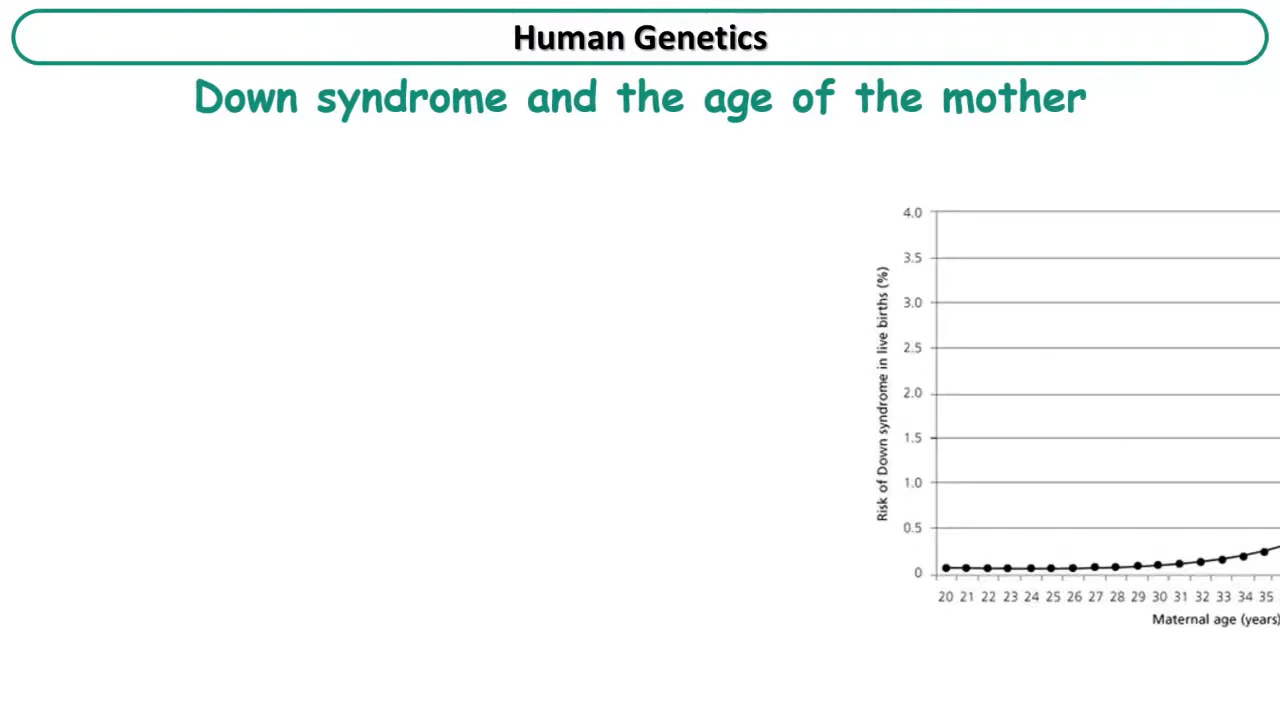 Human Genetics
Down syndrome and the age of the mother
Risk of Down syndrome in live births (%)
4.0
3.5
3.0
2.5
2.0
1.5
1.0
0.5
0
20 21 22 23 24 25 26 27 28 29 30 31 32 33 34 35
Maternal age (years)